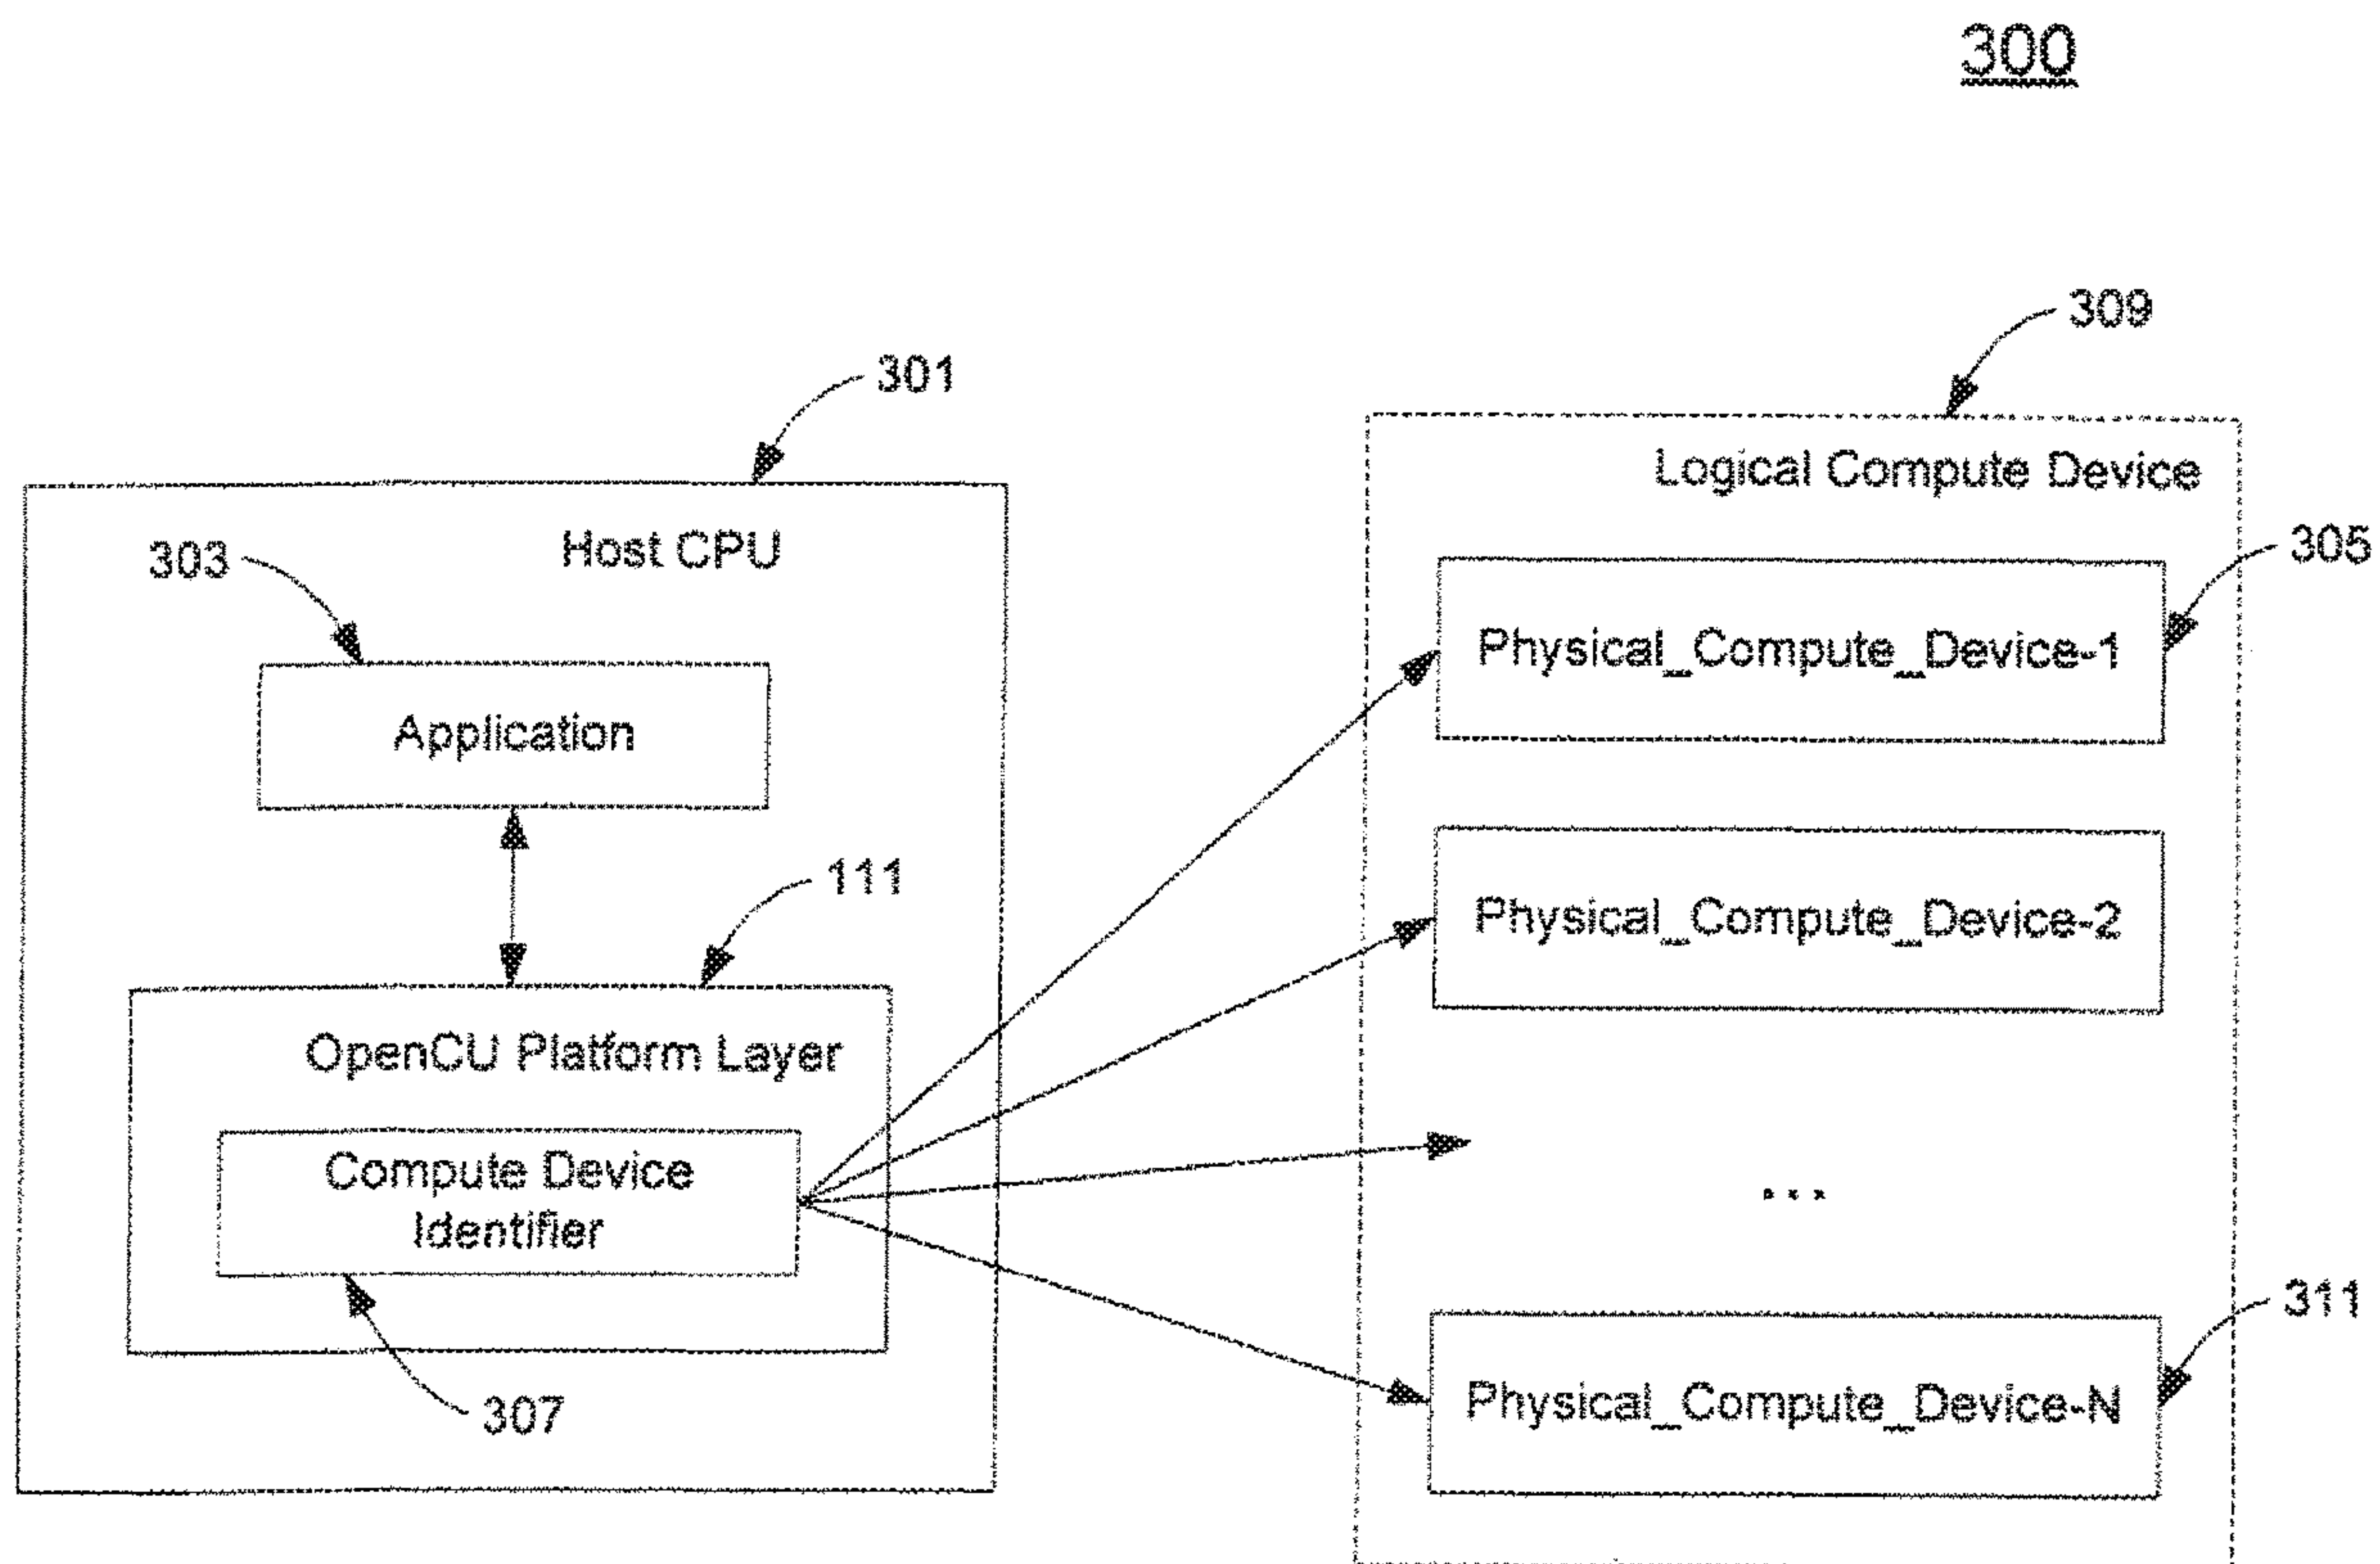 300
309
301
Logical Compute Device
303
Host CPU
305
Physical_Compute_Device-1
Application
111
Physical_Compute_Device-2
OpenCU Platform Layer
Compute Device
Identifier
...
311
307
Physical_Compute_Device-N